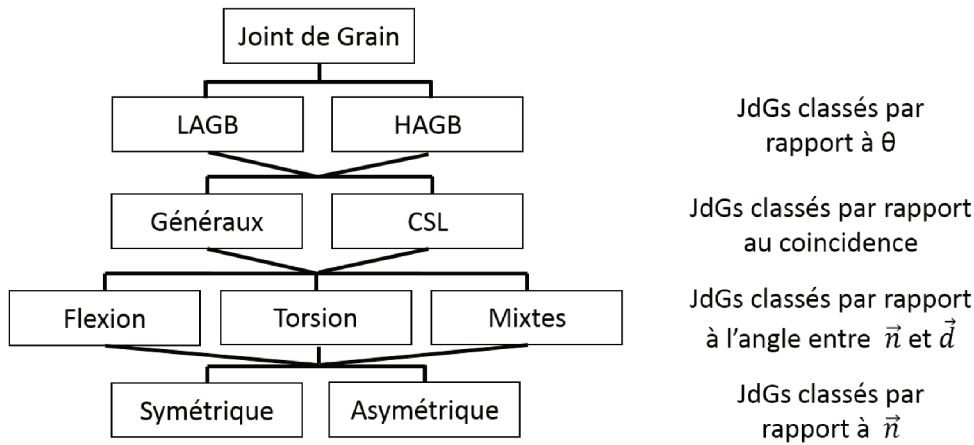 Joint de Grain
LAGB
HAGB
JdGs classés par
rapport à θ
Généraux
CSL
JdGs classés par rapport
au coincidence
Flexion
Torsion
Mixtes
JdGs classés par rapport
à l'angle entre n⃗ et d⃗
Symétrique
Asymétrique
JdGs classés par
rapport à n⃗